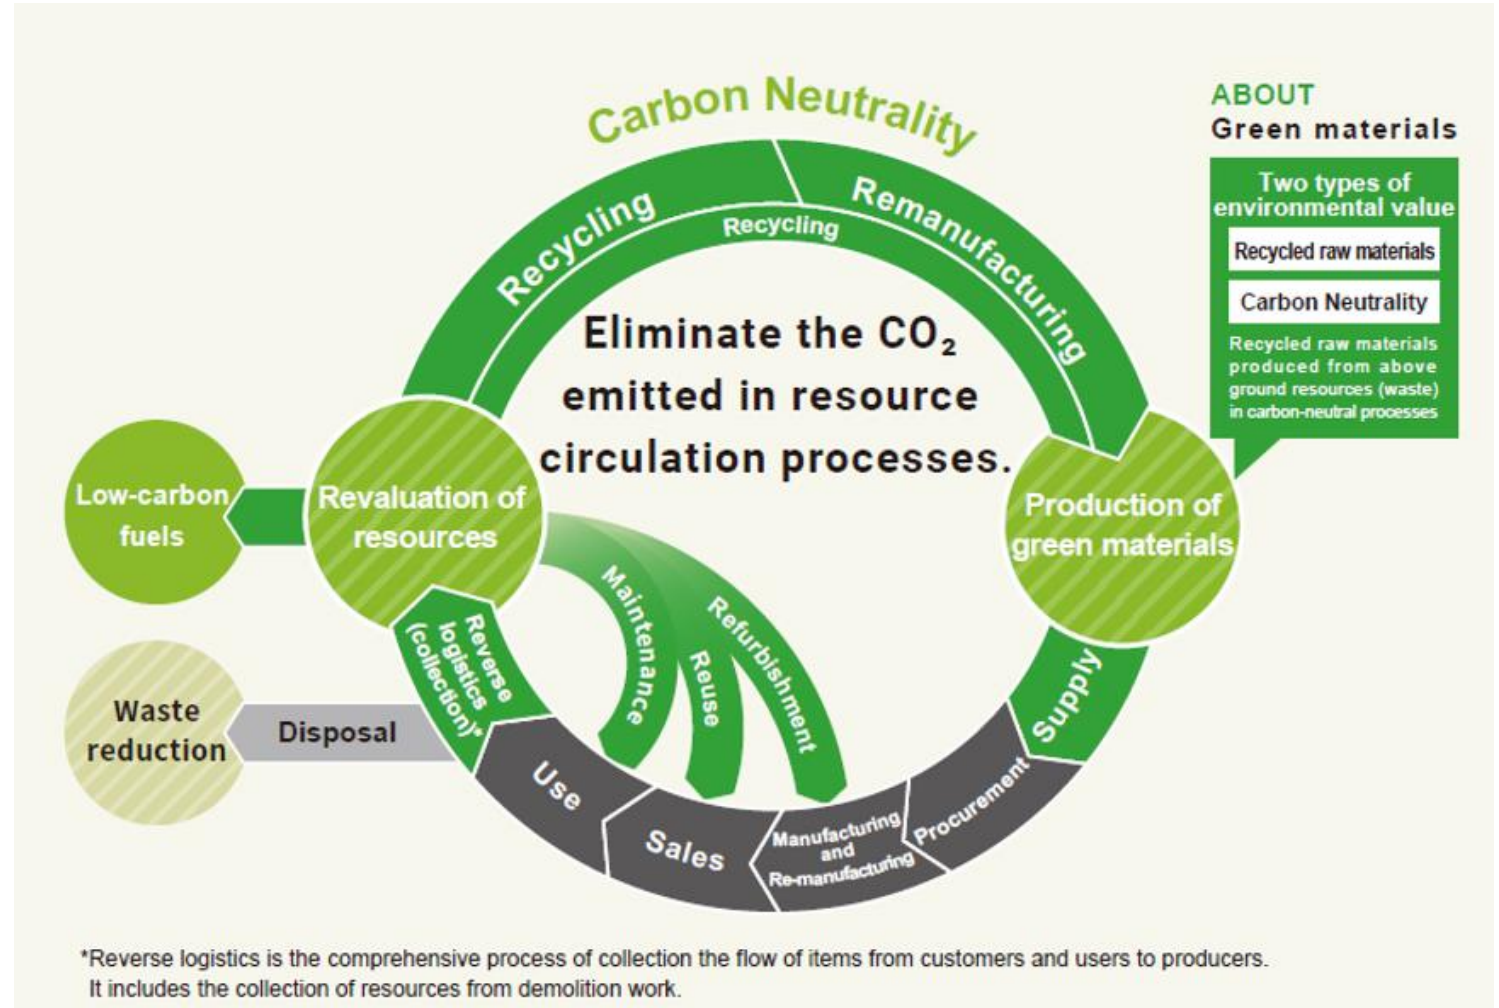 Carbon Neutrality
ABOUT
Green materials
Two types of
environmental value
Recycled raw materials
Carbon Neutrality
Recycled raw materials
produced from above
ground resources (waste)
in carbon-neutral processes
Recycling
Remanufacturing
Recycling
Eliminate the CO₂
emitted in resource
circulation processes.
Low-carbon
fuels
Revaluation of
resources
Production of
green materials
Maintenance
Reuse
Refurbishment
Reverse
logistics
(collection)*
Supply
Waste
reduction
Disposal
Use
Sales
Manufacturing
and
Re-manufacturing
Procurement
*Reverse logistics is the comprehensive process of collection the flow of items from customers and users to producers.
It includes the collection of resources from demolition work.